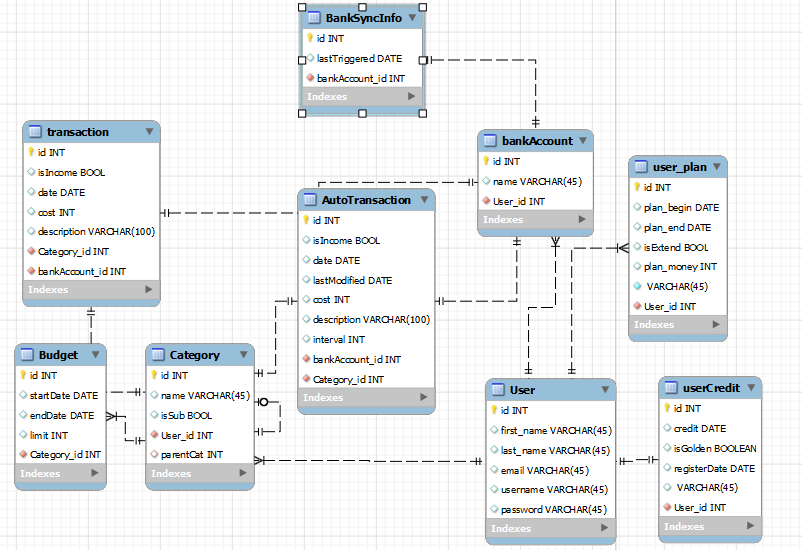 BankSyncInfo
id INT
lastTriggered DATE
bankAccount_id INT
Indexes
transaction
id INT
isIncome BOOL
date DATE
cost INT
description VARCHAR(100)
Category_id INT
bankAccount_id INT
Indexes
bankAccount
id INT
name VARCHAR(45)
User_id INT
Indexes
user_plan
id INT
plan_begin DATE
plan_end DATE
isExtend BOOL
plan_money INT
VARCHAR(45)
User_id INT
Indexes
AutoTransaction
id INT
isIncome BOOL
date DATE
lastModified DATE
cost INT
description VARCHAR(100)
interval INT
bankAccount_id INT
Category_id INT
Indexes
Budget
id INT
startDate DATE
endDate DATE
limit INT
Category_id INT
Indexes
Category
id INT
name VARCHAR(45)
isSub BOOL
User_id INT
parentCat INT
Indexes
User
id INT
first_name VARCHAR(45)
last_name VARCHAR(45)
email VARCHAR(45)
username VARCHAR(45)
password VARCHAR(45)
Indexes
userCredit
id INT
credit DATE
isGolden BOOLEAN
registerDate DATE
VARCHAR(45)
User_id INT
Indexes